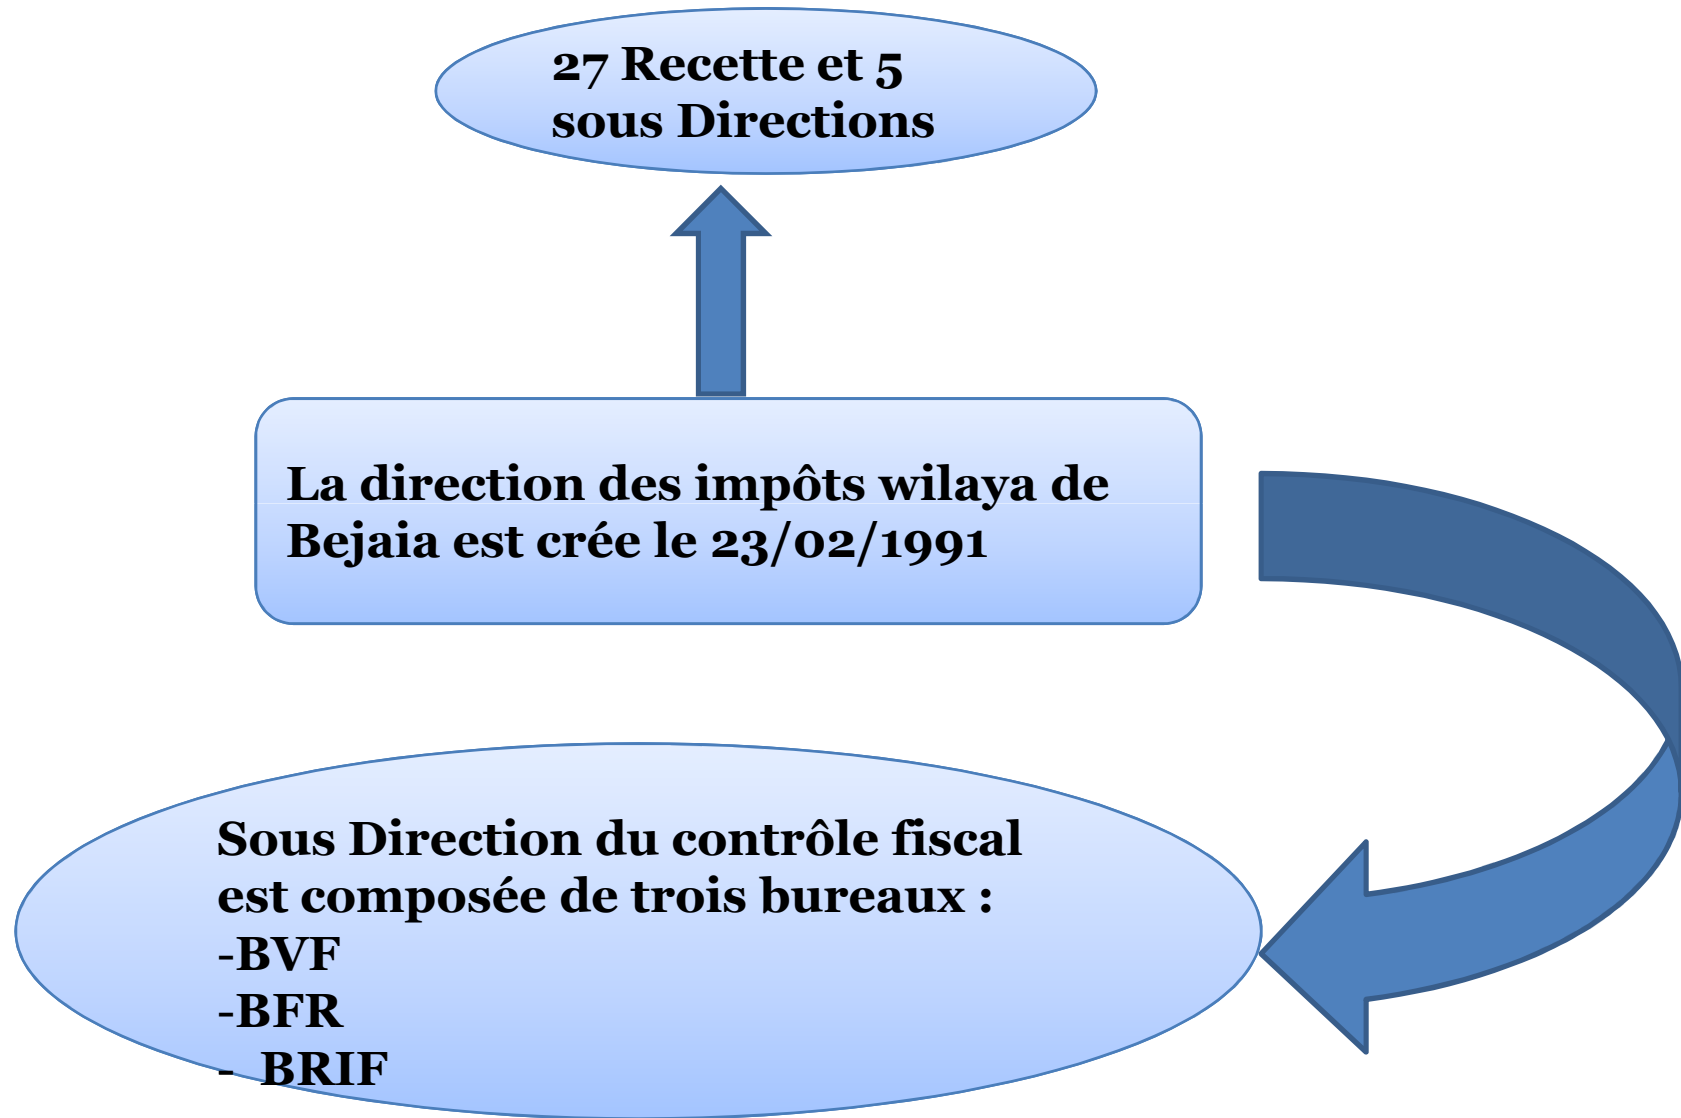 27 Recette et 5
sous Directions
La direction des impôts wilaya de
Bejaia est crée le 23/02/1991
Sous Direction du contrôle fiscal
est composée de trois bureaux :
-BVF
-BFR
- BRIF